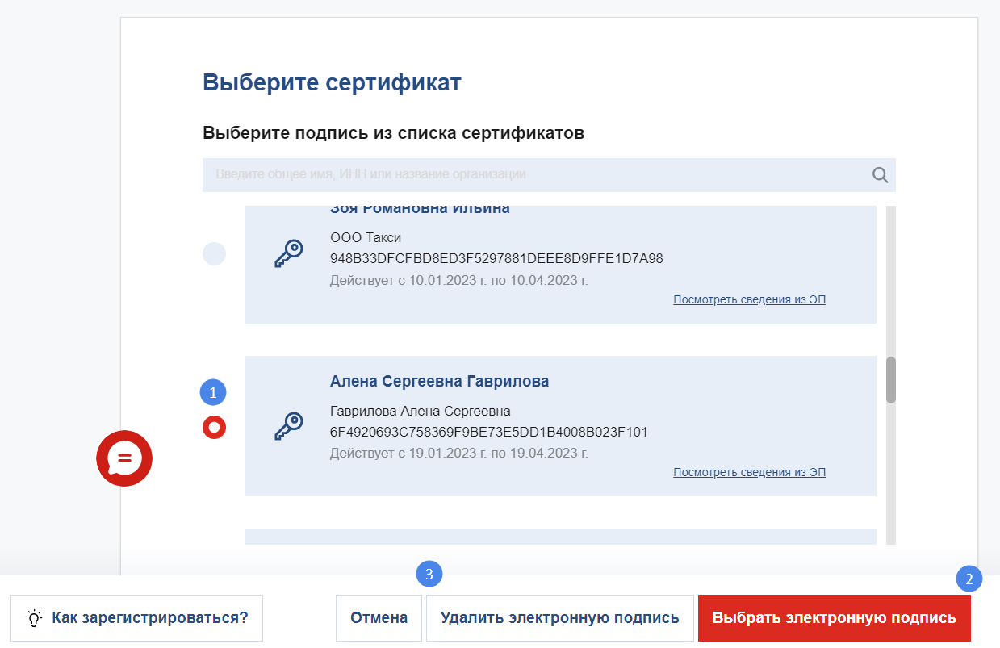 Выберите сертификат
Выберите подпись из списка сертификатов
Введите общее имя, ИНН или название организации
Зоя Романовна Ильина
ООО Такси
948B33DFCFBD8ED3F5297881DEEE8D9FFE1D7A98
Действует с 10.01.2023 г. по 10.04.2023 г.
Посмотреть сведения из ЭП
1
Алена Сергеевна Гаврилова
Гаврилова Алена Сергеевна
6F4920693C758369F9BE73E5DD1B4008B023F101
Действует с 19.01.2023 г. по 19.04.2023 г.
Посмотреть сведения из ЭП
3
2
Как зарегистрироваться?
Отмена
Удалить электронную подпись
Выбрать электронную подпись